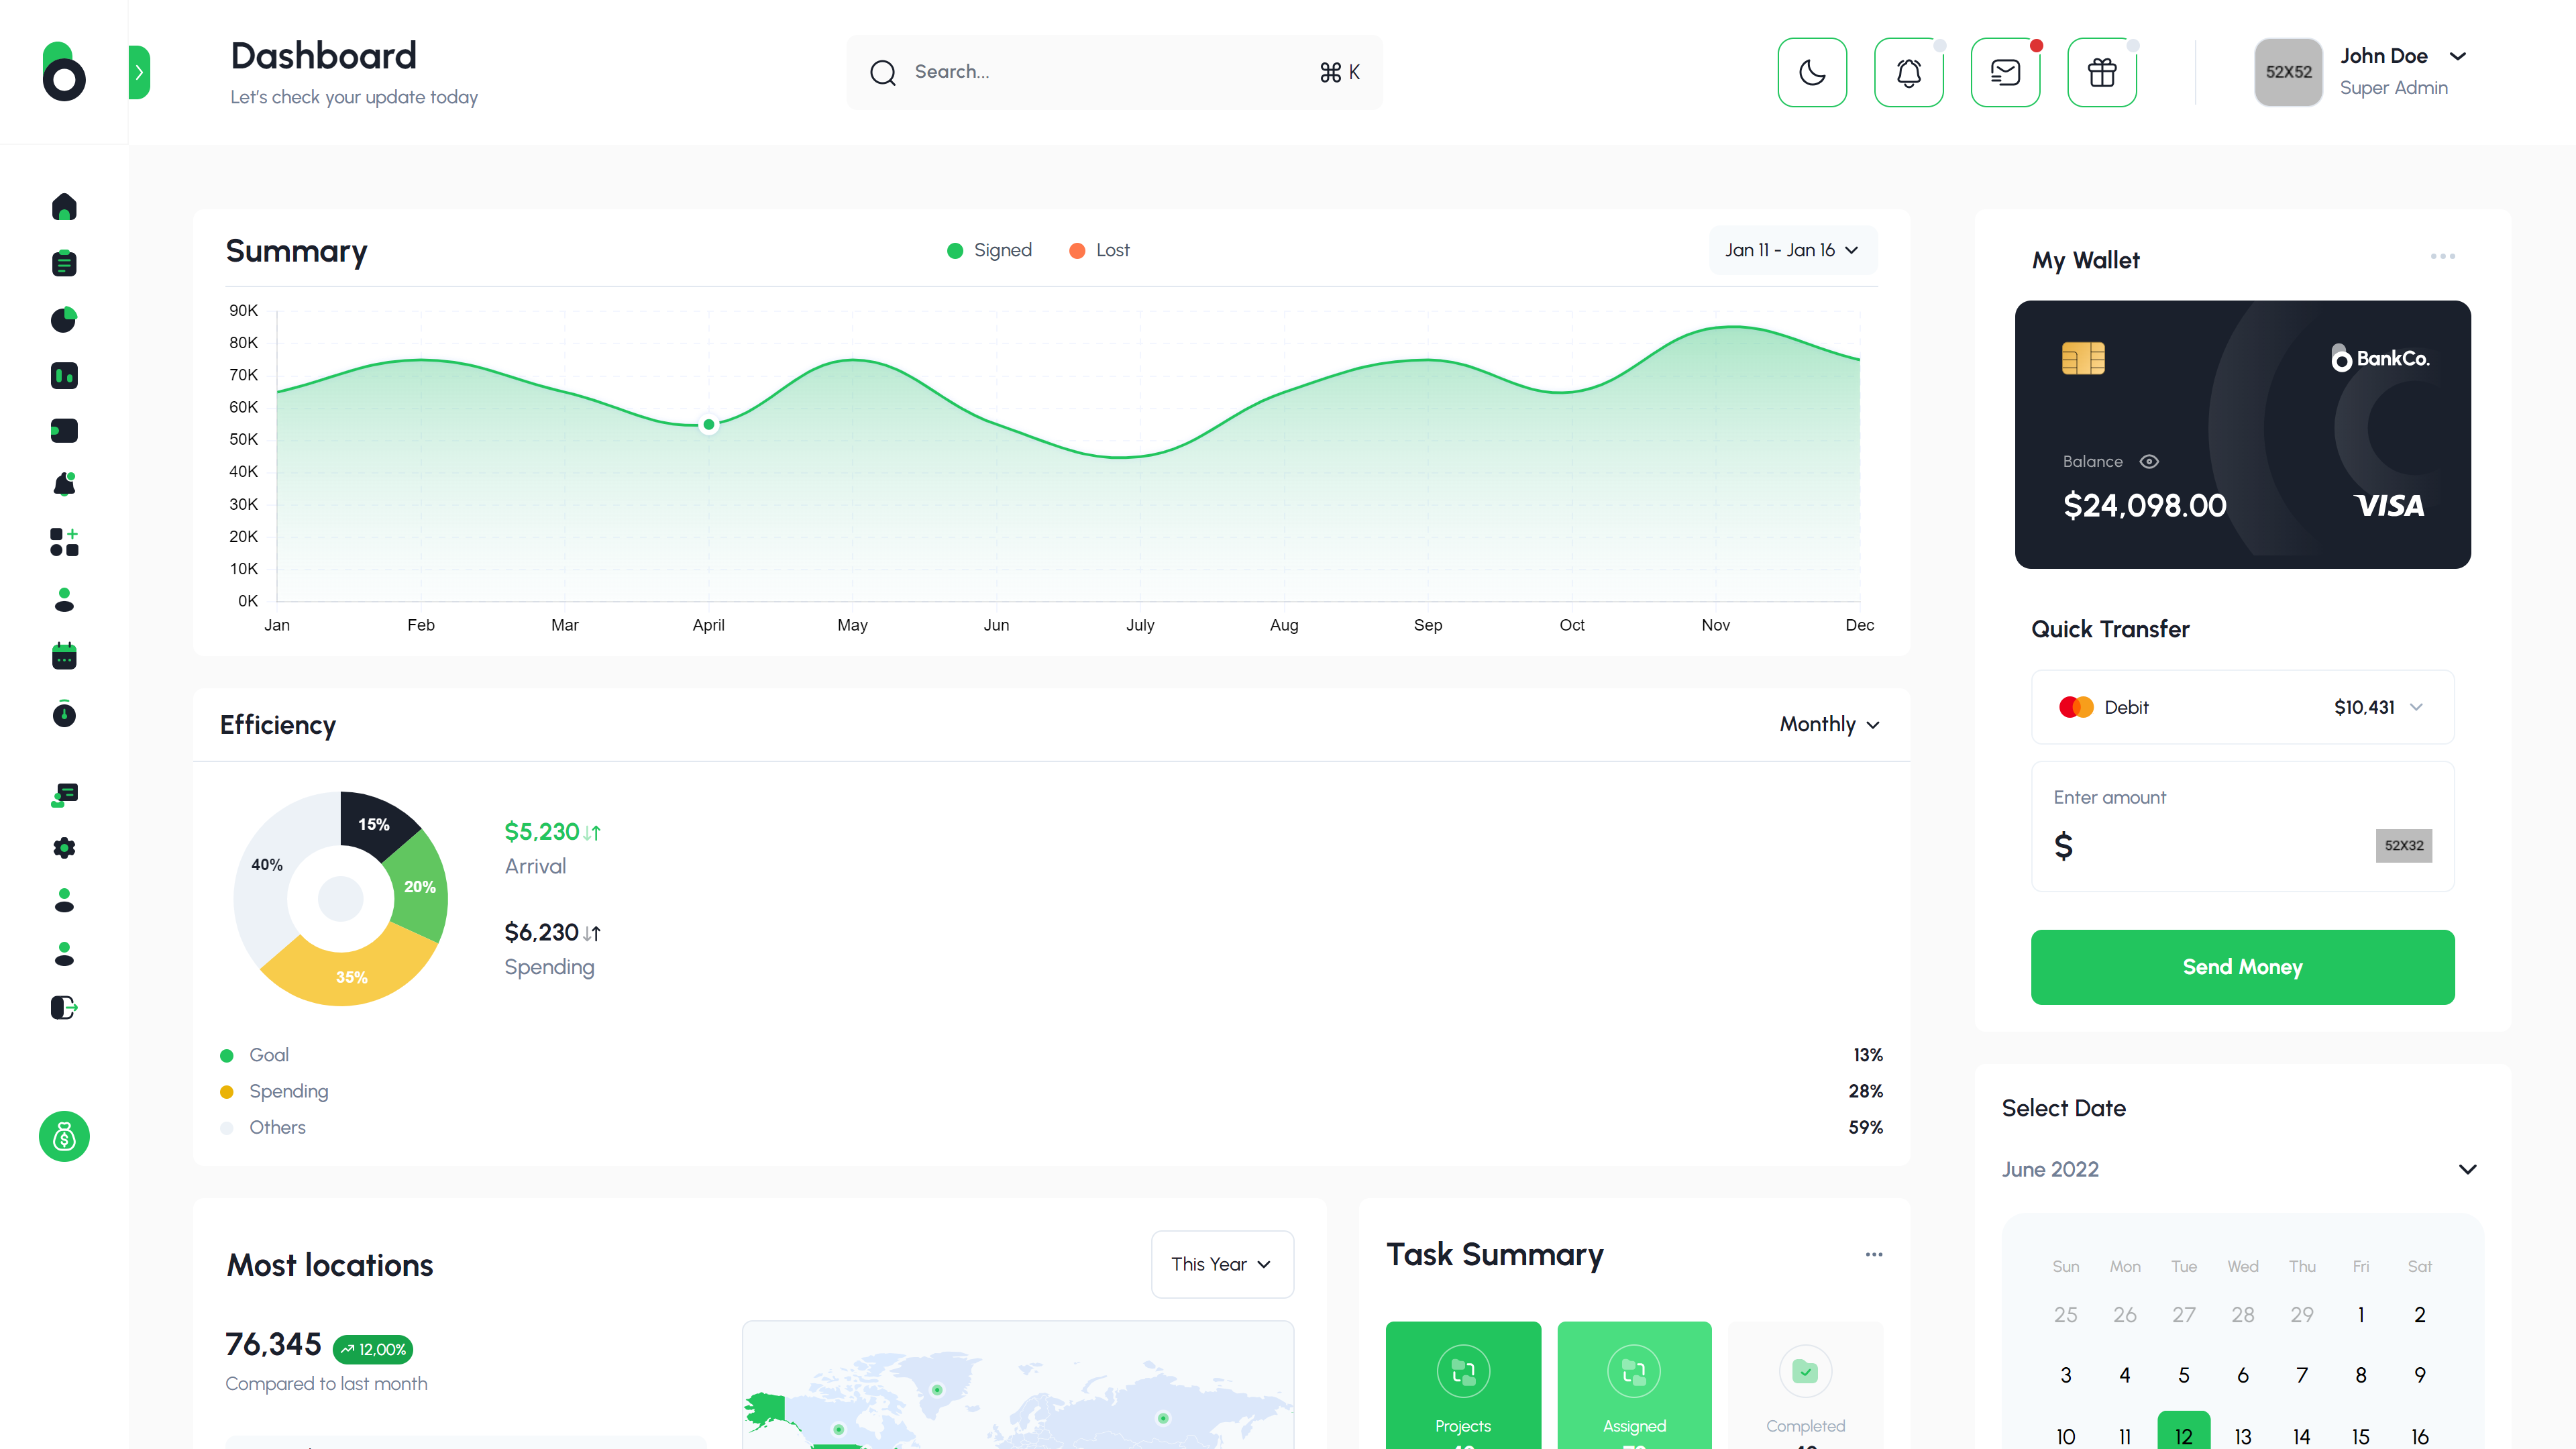 Dashboard
Let's check your update today
Search...
⌘ K
52X52
John Doe
Super Admin
Summary
Signed
Lost
Jan 11 - Jan 16
90K
80K
70K
60K
50K
40K
30K
20K
10K
0K
Jan Feb Mar April May Jun July Aug Sep Oct Nov Dec
My Wallet
BankCo.
Balance
$24,098.00
VISA
Quick Transfer
Debit
$10,431
Enter amount
$
52X32
Send Money
Efficiency
Monthly
15%
40%
20%
35%
$5,230
Arrival
$6,230
Spending
Goal 13%
Spending 28%
Others 59%
Select Date
June 2022
Sun Mon Tue Wed Thu Fri Sat
25 26 27 28 29 1 2
3 4 5 6 7 8 9
10 11 12 13 14 15 16
Most locations
This Year
76,345
12,00%
Compared to last month
Task Summary
Projects
Assigned
Completed